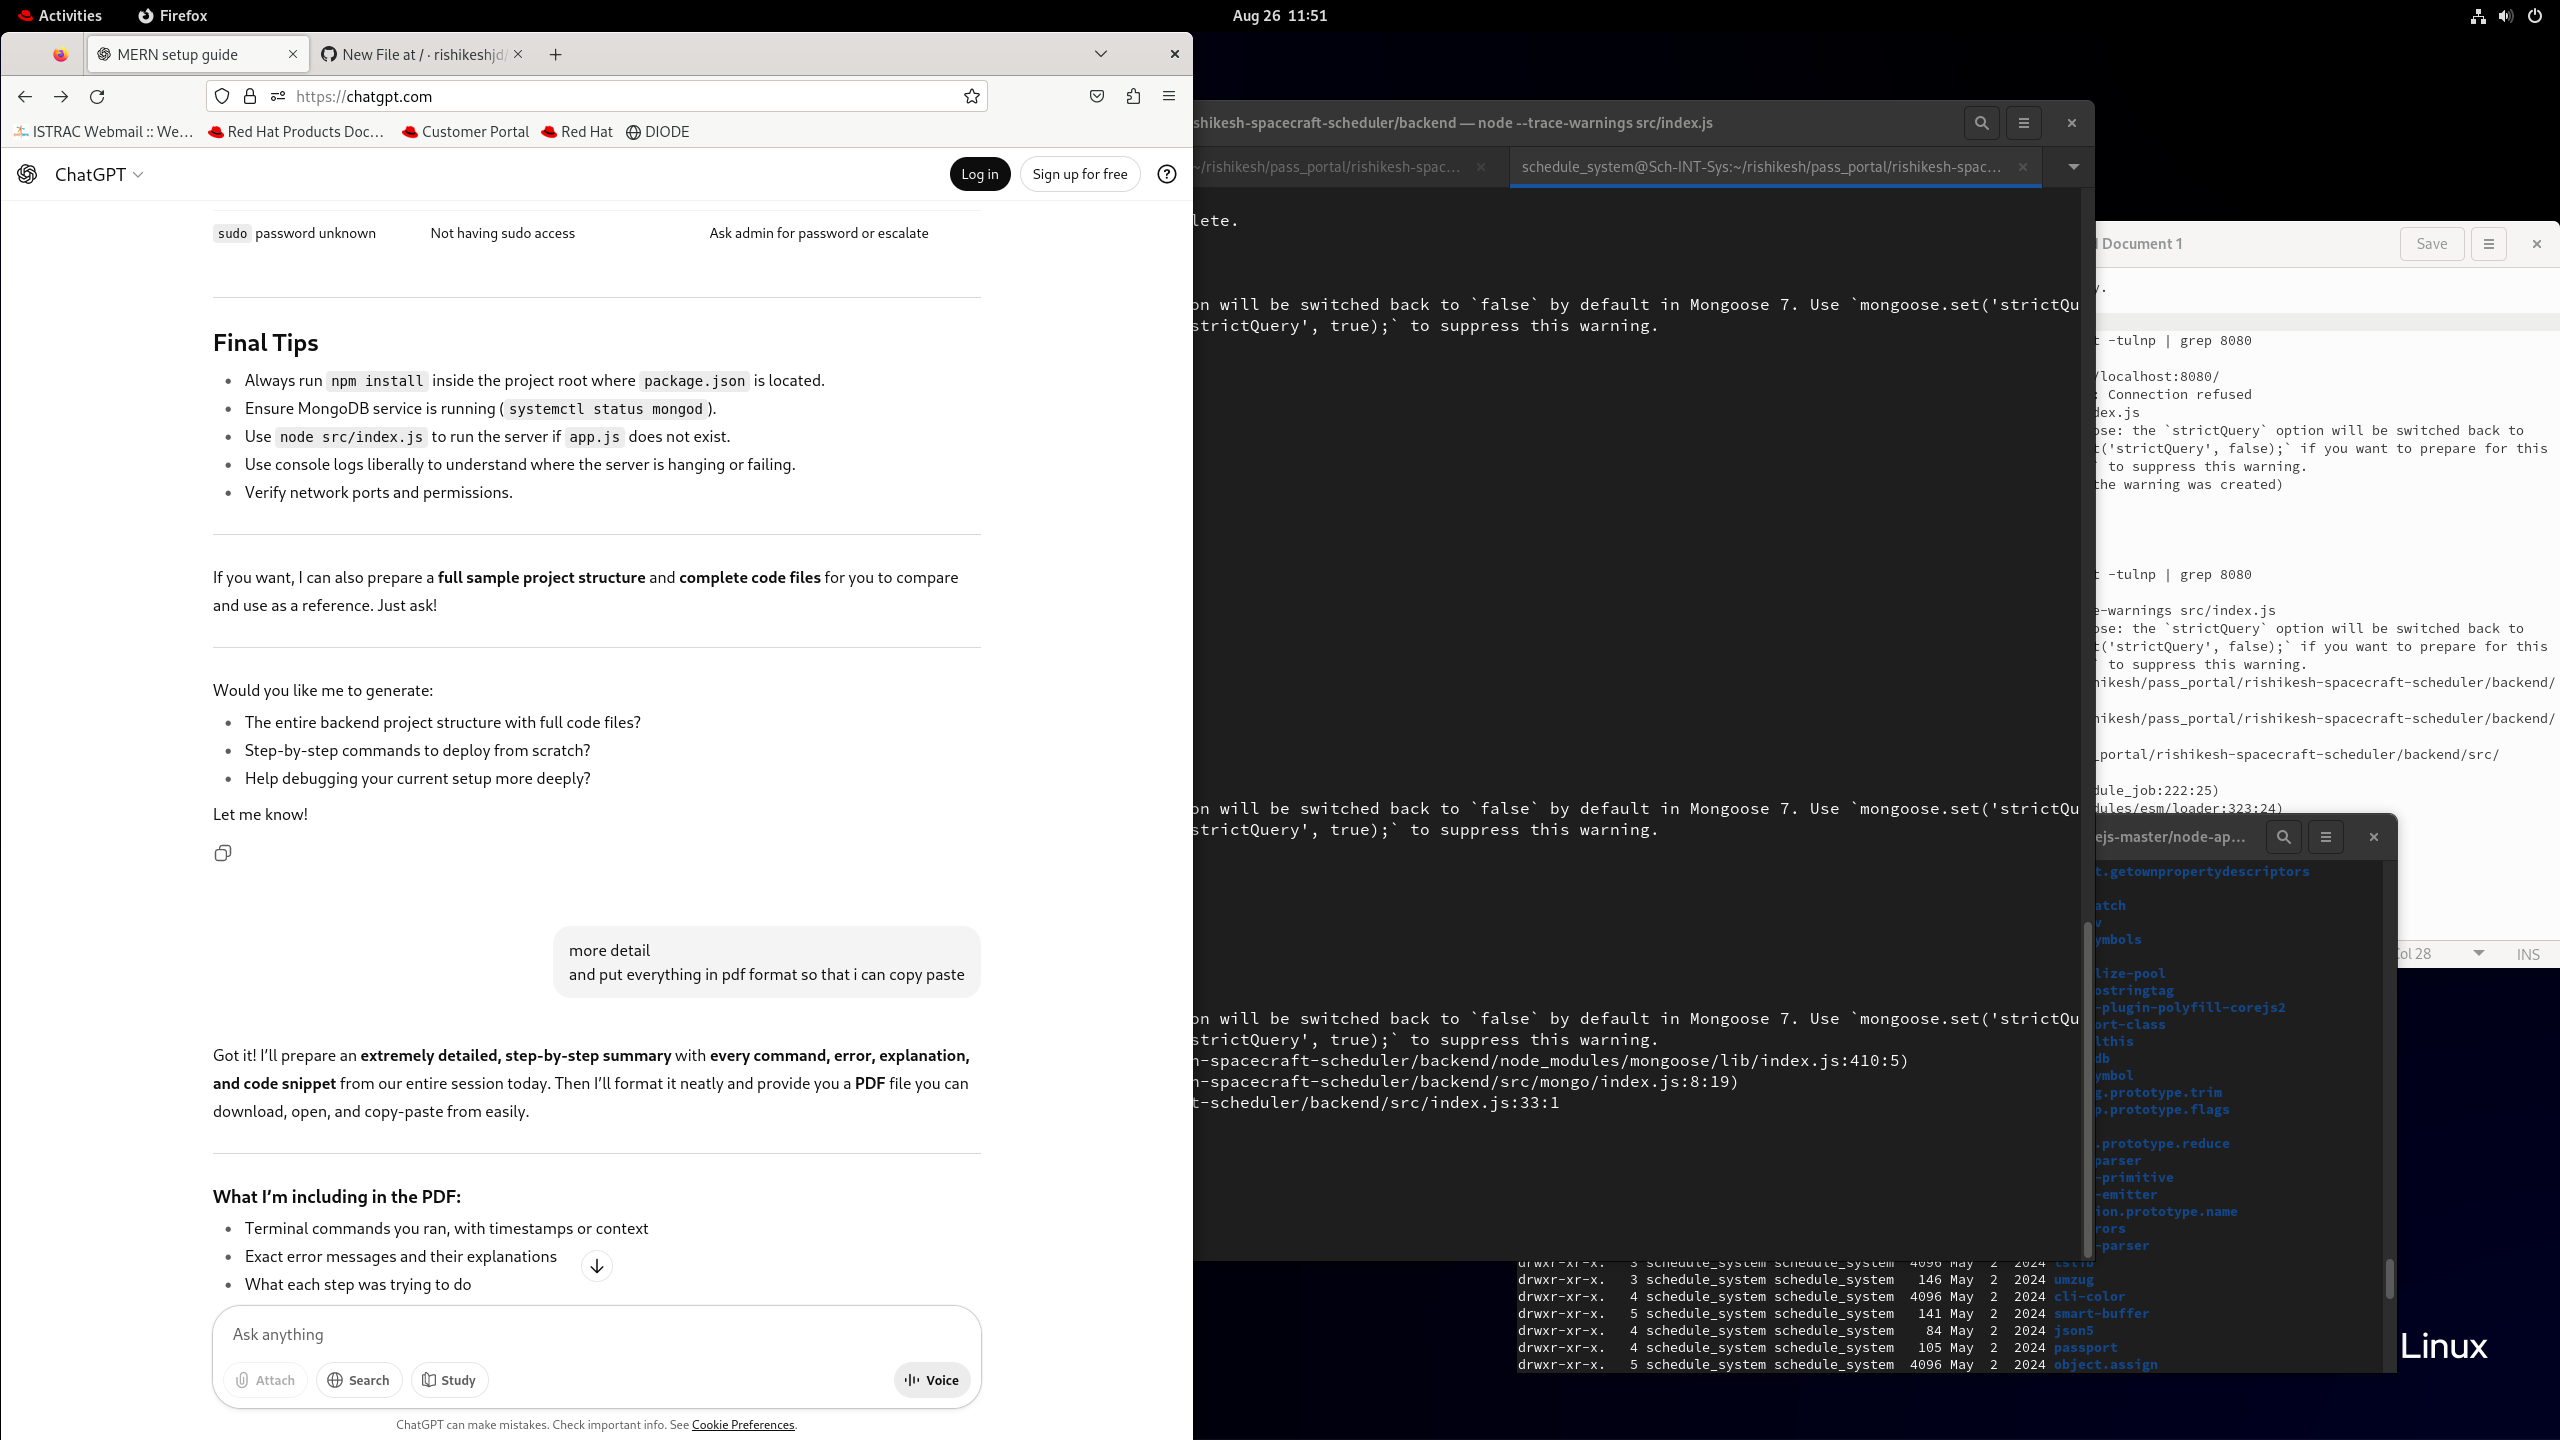 Activities
Firefox
Aug 26 11:51
MERN setup guide
New File at / · rishikeshjd/
https://chatgpt.com
ISTRAC Webmail :: We…
Red Hat Products Doc…
Customer Portal
Red Hat
DIODE
ChatGPT
Log in
Sign up for free
sudo password unknown
Not having sudo access
Ask admin for password or escalate
Final Tips
• Always run npm install inside the project root where package.json is located.
• Ensure MongoDB service is running (systemctl status mongod).
• Use node src/index.js to run the server if app.js does not exist.
• Use console logs liberally to understand where the server is hanging or failing.
• Verify network ports and permissions.
If you want, I can also prepare a full sample project structure and complete code files for you to compare
and use as a reference. Just ask!
Would you like me to generate:
• The entire backend project structure with full code files?
• Step-by-step commands to deploy from scratch?
• Help debugging your current setup more deeply?
Let me know!
more detail
and put everything in pdf format so that i can copy paste
Got it! I’ll prepare an extremely detailed, step-by-step summary with every command, error, explanation,
and code snippet from our entire session today. Then I’ll format it neatly and provide you a PDF file you can
download, open, and copy-paste from easily.
What I’m including in the PDF:
• Terminal commands you ran, with timestamps or context
• Exact error messages and their explanations
• What each step was trying to do
Ask anything
Attach
Search
Study
Voice
ChatGPT can make mistakes. Check important info. See Cookie Preferences.
shikesh-spacecraft-scheduler/backend — node --trace-warnings src/index.js
~/rishikesh/pass_portal/rishikesh-spac…
schedule_system@Sch-INT-Sys:~/rishikesh/pass_portal/rishikesh-spac…
lete.
on will be switched back to `false` by default in Mongoose 7. Use `mongoose.set('strictQu
strictQuery', true);` to suppress this warning.
on will be switched back to `false` by default in Mongoose 7. Use `mongoose.set('strictQu
strictQuery', true);` to suppress this warning.
on will be switched back to `false` by default in Mongoose 7. Use `mongoose.set('strictQu
strictQuery', true);` to suppress this warning.
h-spacecraft-scheduler/backend/node_modules/mongoose/lib/index.js:410:5)
h-spacecraft-scheduler/backend/src/mongo/index.js:8:19)
t-scheduler/backend/src/index.js:33:1
d Document 1
Save
y.
t -tulnp | grep 8080
/localhost:8080/
: Connection refused
dex.js
ose: the `strictQuery` option will be switched back to
t('strictQuery', false);` if you want to prepare for this
` to suppress this warning.
the warning was created)
t -tulnp | grep 8080
e-warnings src/index.js
ose: the `strictQuery` option will be switched back to
t('strictQuery', false);` if you want to prepare for this
` to suppress this warning.
hikesh/pass_portal/rishikesh-spacecraft-scheduler/backend/
hikesh/pass_portal/rishikesh-spacecraft-scheduler/backend/
_portal/rishikesh-spacecraft-scheduler/backend/src/
dule_job:222:25)
dules/esm/loader:323:24)
Col 28
INS
ejs-master/node-ap…
t.getownpropertydescriptors
atch
v
ymbols
lize-pool
ostringtag
-plugin-polyfill-corejs2
ort-class
lthis
db
ymbol
g.prototype.trim
p.prototype.flags
.prototype.reduce
parser
-primitive
-emitter
ion.prototype.name
rors
-parser
drwxr-xr-x. 3 schedule_system schedule_system 4096 May 2 2024 cslib
drwxr-xr-x. 3 schedule_system schedule_system 146 May 2 2024 umzug
drwxr-xr-x. 4 schedule_system schedule_system 4096 May 2 2024 cli-color
drwxr-xr-x. 5 schedule_system schedule_system 141 May 2 2024 smart-buffer
drwxr-xr-x. 4 schedule_system schedule_system 84 May 2 2024 json5
drwxr-xr-x. 4 schedule_system schedule_system 105 May 2 2024 passport
drwxr-xr-x. 5 schedule_system schedule_system 4096 May 2 2024 object.assign
Linux